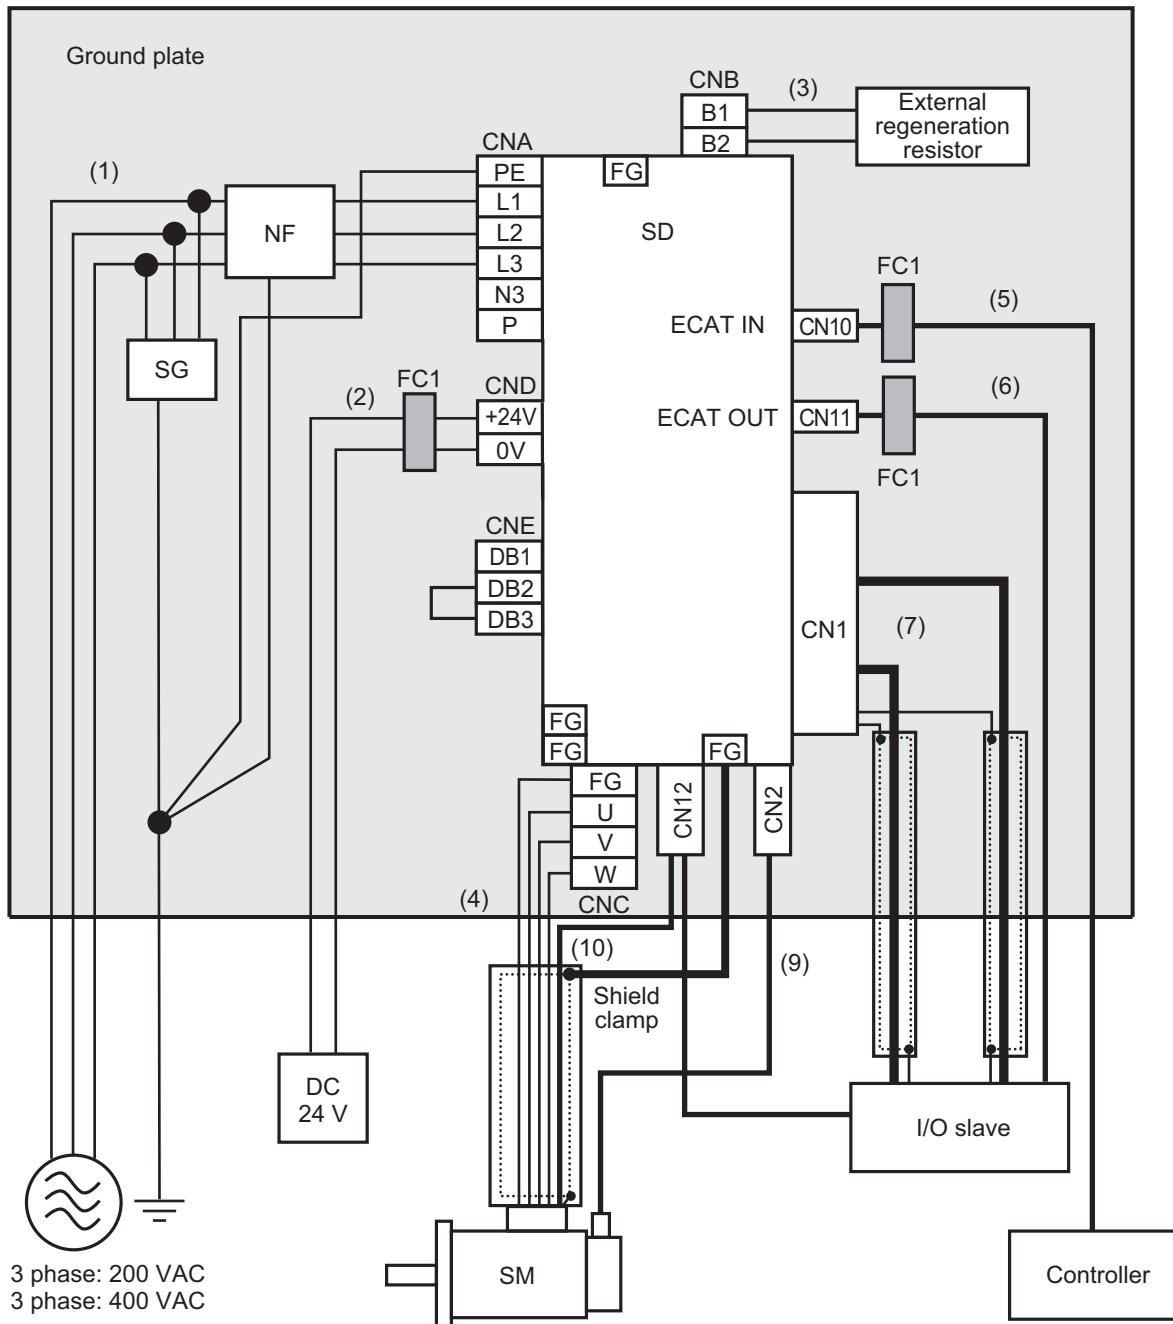 Ground plate
CNB
(3)
B1
B2
External
regeneration
resistor
CNA
(1)
PE
L1
L2
L3
N3
P
FG
NF
SD
SG
FC1
ECAT IN
CN10
(5)
FC1
(2)
CND
+24V
0V
ECAT OUT
CN11
(6)
FC1
CNE
DB1
DB2
DB3
CN1
(7)
FG
FG
FG
FG
U
V
W
CN12
CN2
(4)
CNC
(10)
(9)
Shield
clamp
DC
24 V
I/O slave
SM
Controller
3 phase: 200 VAC
3 phase: 400 VAC